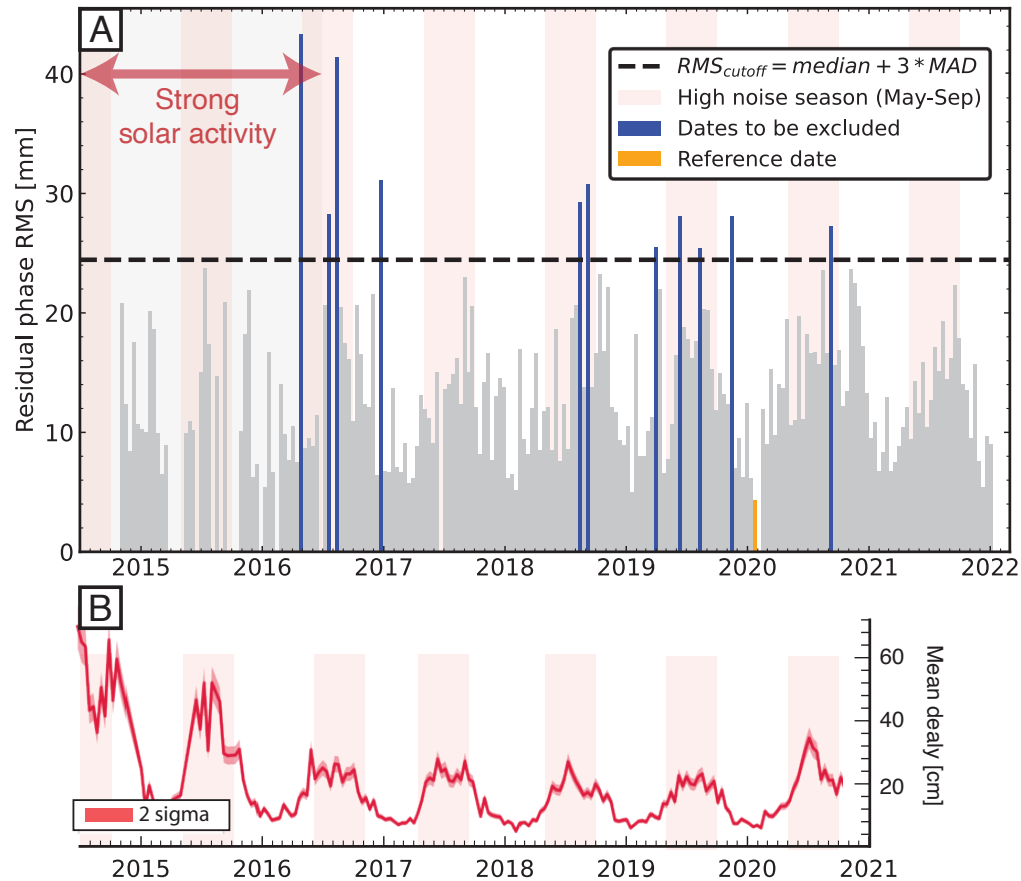 A
Strong
solar activity
RMS_cutoff = median + 3 * MAD
High noise season (May-Sep)
Dates to be excluded
Reference date
Residual phase RMS [mm]
40
30
20
10
0
2015 2016 2017 2018 2019 2020 2021 2022
B
2 sigma
60
40
20
Mean dealy [cm]
2015 2016 2017 2018 2019 2020 2021